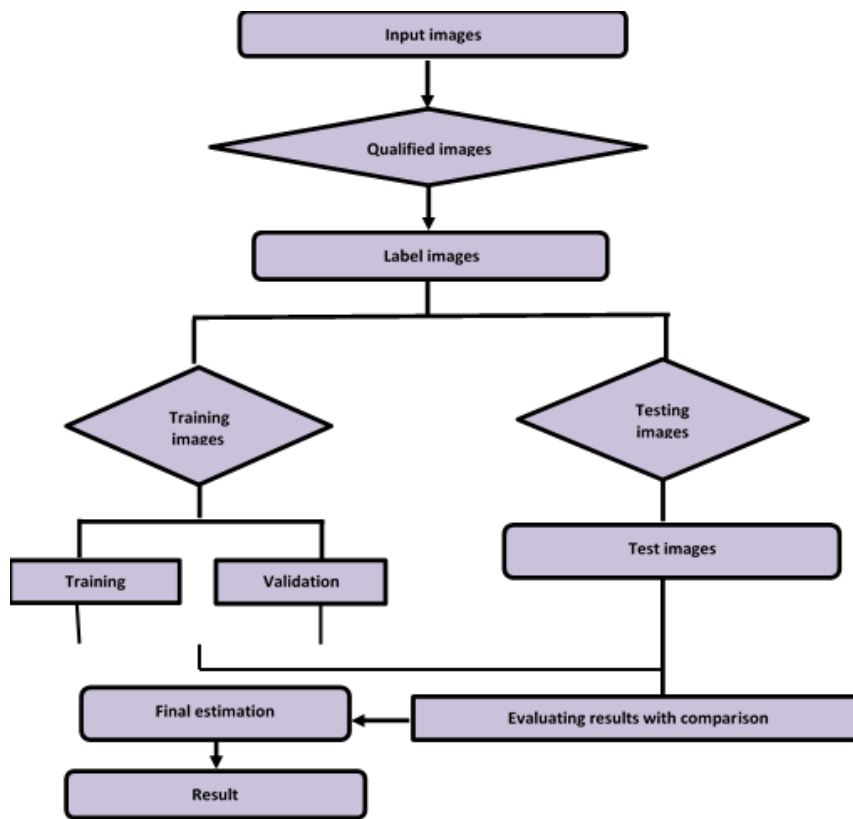 Input images
Qualified images
Label images
Training
images
Testing
images
Training
Validation
Test images
Final estimation
Evaluating results with comparison
Result